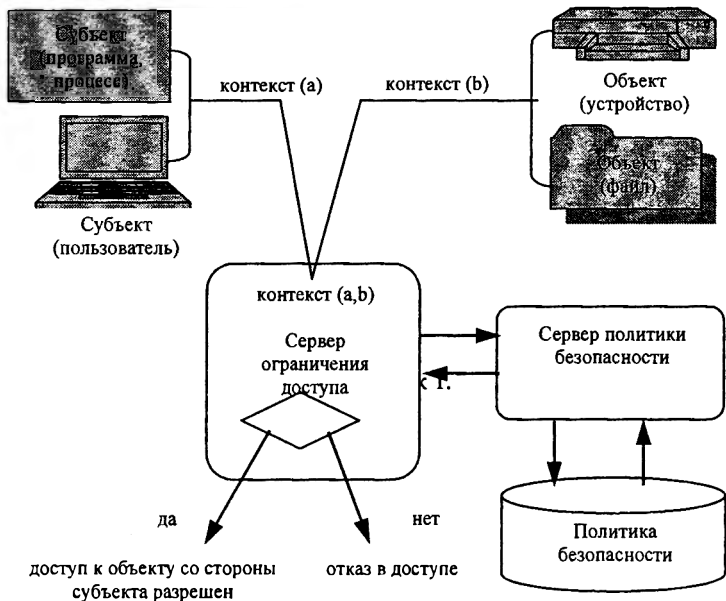 Субъект
(программа,
процесс)
контекст (a)
контекст (b)
Объект
(устройство)
Объект
(файл)
Субъект
(пользователь)
контекст (a,b)
Сервер
ограничения
доступа
к 1.
Сервер политики
безопасности
да
нет
Политика
безопасности
доступ к объекту со стороны
субъекта разрешен
отказ в доступе